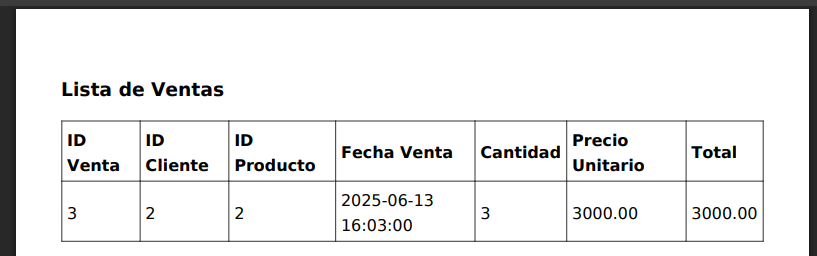 Lista de Ventas
ID Venta	ID Cliente	ID Producto	Fecha Venta	Cantidad	Precio Unitario	Total
3	2	2	2025-06-13 16:03:00	3	3000.00	3000.00